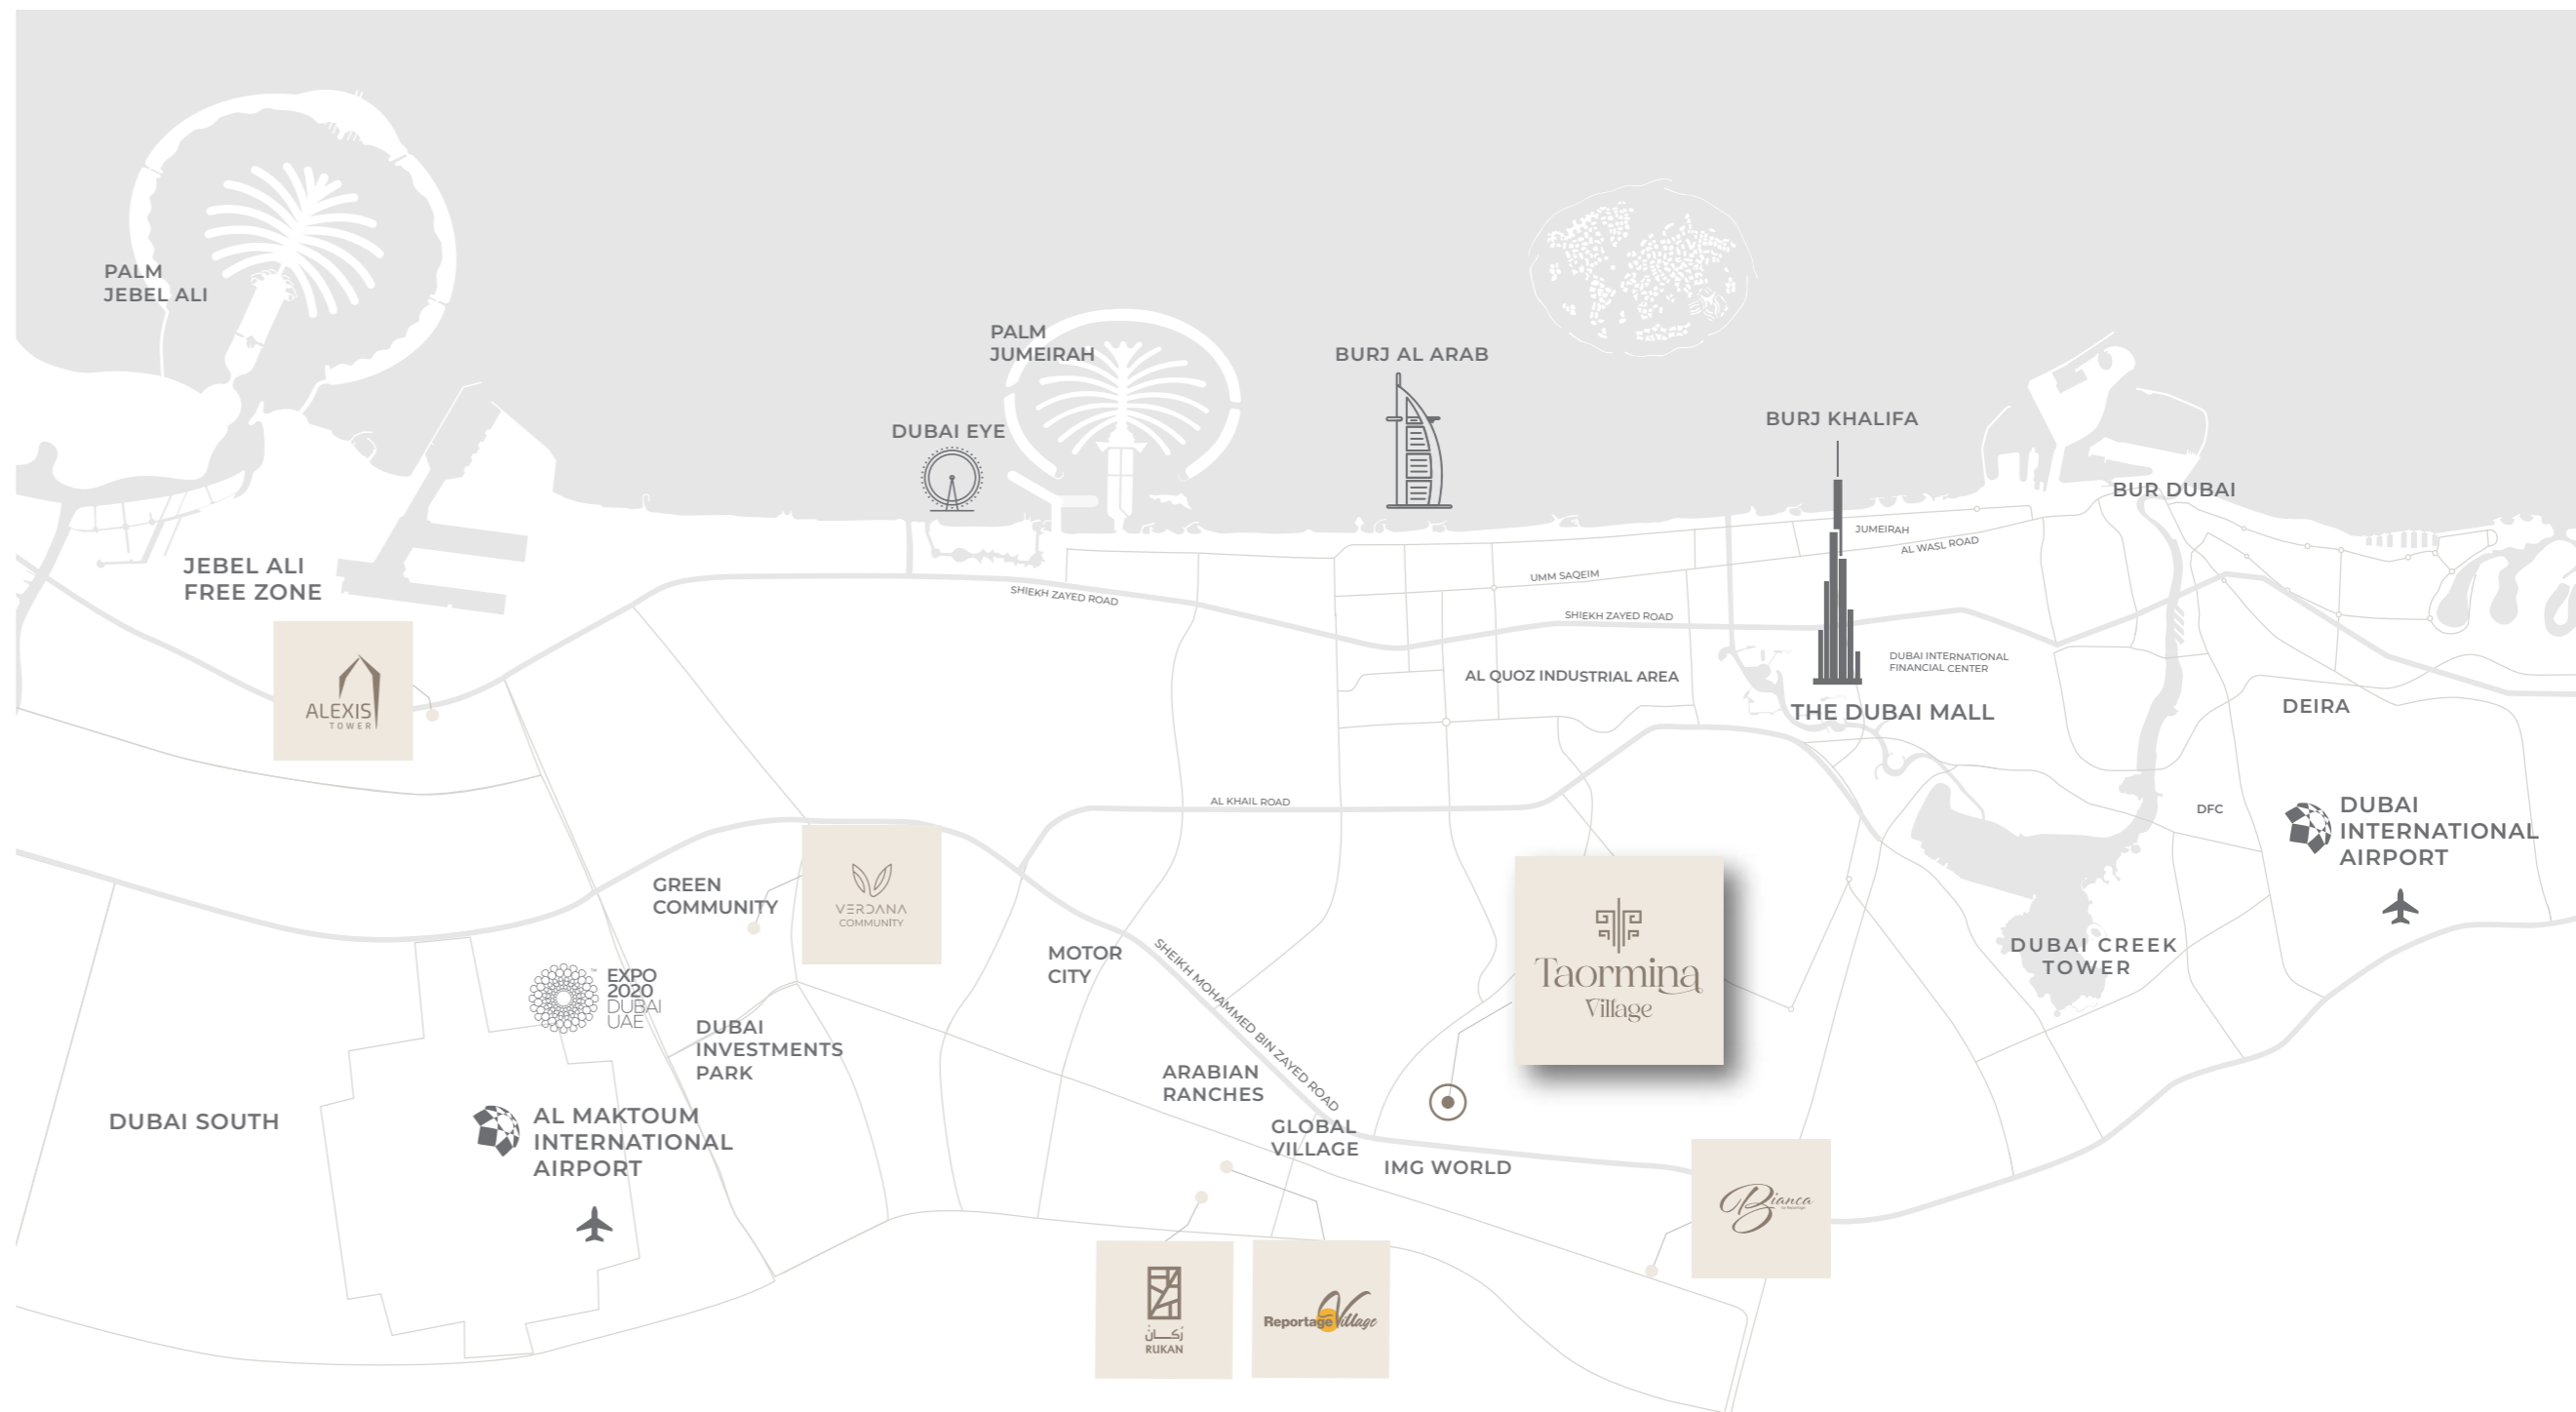 PALM
JEBEL ALI
PALM
JUMEIRAH
BURJ AL ARAB
DUBAI EYE
BURJ KHALIFA
BUR DUBAI
JUMEIRAH
AL WASL ROAD
JEBEL ALI
FREE ZONE
UMM SAQEIM
SHIEKH ZAYED ROAD
SHIEKH ZAYED ROAD
DUBAI INTERNATIONAL
FINANCIAL CENTER
AL QUOZ INDUSTRIAL AREA
ALEXIS
TOWER
THE DUBAI MALL
DEIRA
AL KHAIL ROAD
DFC
DUBAI
INTERNATIONAL
AIRPORT
GREEN
COMMUNITY
VERDANA
COMMUNITY
MOTOR
CITY
SHEIKH MOHAMMED BIN ZAYED ROAD
Taormina
Village
DUBAI CREEK
TOWER
EXPO
2020
DUBAI
UAE
TM
DUBAI
INVESTMENTS
PARK
ARABIAN
RANCHES
DUBAI SOUTH
AL MAKTOUM
INTERNATIONAL
AIRPORT
GLOBAL
VILLAGE
IMG WORLD
Bianca
by Reportage
رُكـــانْ
RUKAN
Reportage Village